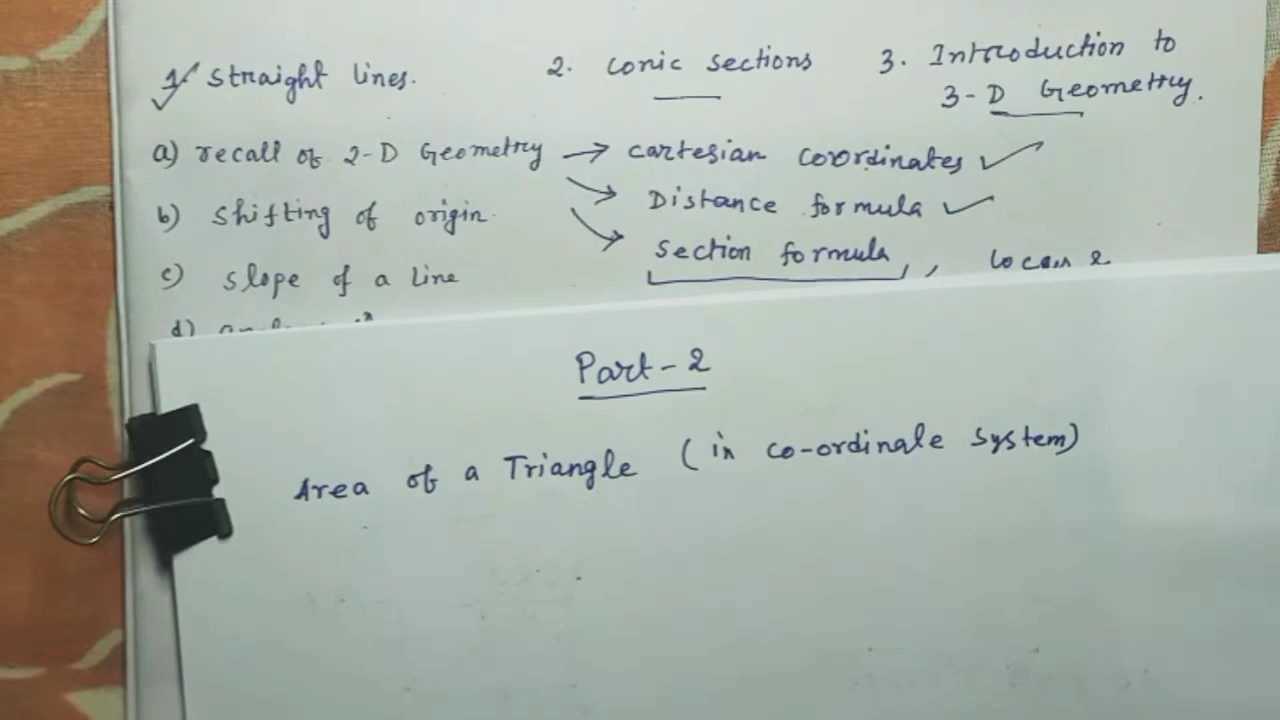 1 Straight lines. 2. conic sections 3. Introduction to
3-D Geometry.
a) recall of 2-D Geometry → cartesian coordinates ✓
Distance formula ✓
b) Shifting of origin.
section formula,,
c) slope of a line
d)
Part-2
Area of a Triangle (in co-ordinate system)